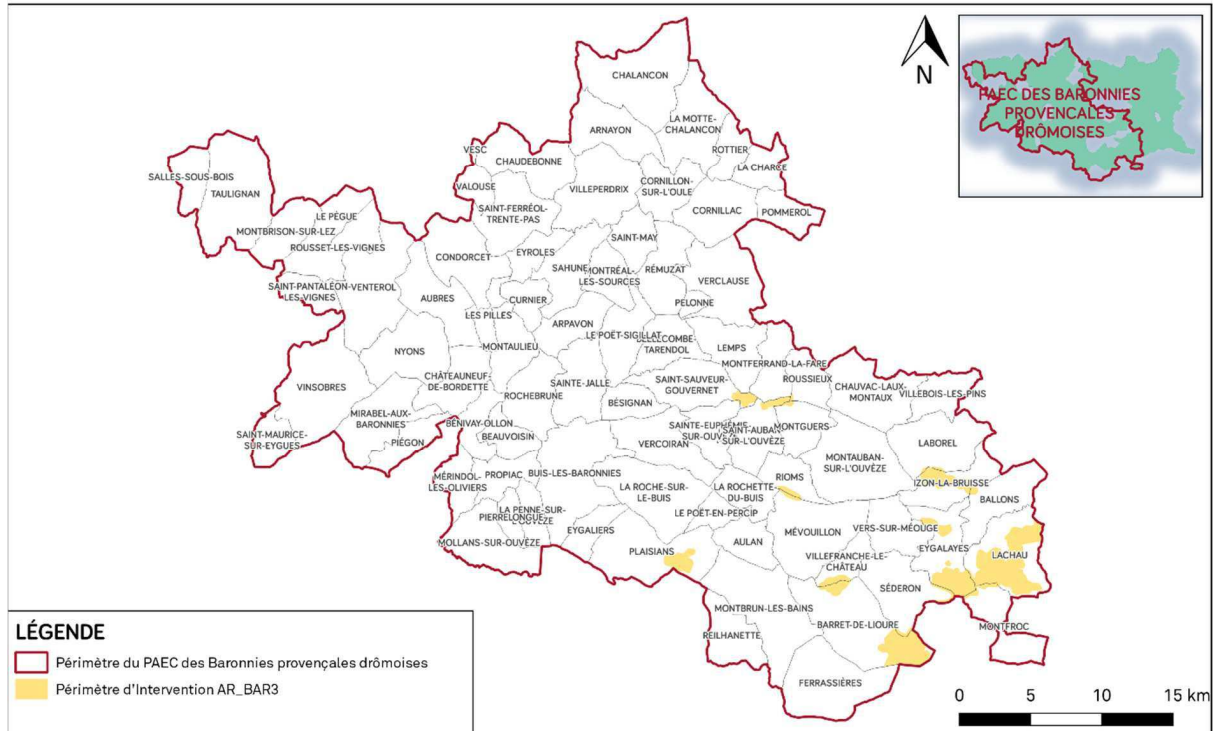 CHALANCON
LA MOTTE-
CHALANCON
ARNAYON
ROTTIER
VESC
CHAUDEBONNE
LA CHARCE
SALLES-SOUS-BOIS
TAULIGNAN
VALOUSE
VILLEPERDRIX
CORNILLON-
SUR-L'OULE
SAINT-FERRÉOL-
TRENTE-PAS
CORNILLAC
POMMEROL
LE PÈGUE
MONTBRISON-SUR-LEZ
ROUSSET-LES-VIGNES
SAINT-MAY
CONDORCET
EYROLES
SAHUNE
MONTRÉAL-
LES-SOURCES
RÉMUZAT
VERCLAUSE
SAINT-PANTALÉON-
LES-VIGNES
VENTEROL
AUBRES
CURNIER
PELONNE
LES PILLES
ARPAVON
LE POËT-SIGILLAT
TARENDOL
LEMPS
NYONS
MONTAULIEU
MONTFERRAND-LA-FARE
VINSOBRES
CHÂTEAUNEUF-
DE-BORDETTE
ROCHEBRUNE
SAINTE-JALLE
SAINT-SAUVEUR-
GOUVERNET
ROUSSIEUX
CHAUVAC-LAUX-
MONTAUX
VILLEBOIS-LES-PINS
BÉSIGNAN
MIRABEL-AUX-
BARONNIES
SAINT-MAURICE-
SUR-EYGUES
PIÉGON
BÉNIVAY-OLLON
BEAUVOISIN
VERCOIRAN
SAINTE-EUPHÉMIE-
SUR-OUVÈZE
SAINT-AUBAN-
SUR-L'OUVÈZE
MONTGUERS
MONTAUBAN-
SUR-L'OUVÈZE
LABOREL
MÉRINDOL-
LES-OLIVIERS
PROPIAC
BUIS-LES-BARONNIES
LA ROCHE-SUR-
LE-BUIS
LA ROCHETTE-
DU-BUIS
RIOMS
IZON-LA-BRUISSE
BALLONS
LA PENNE-SUR-
OUVÈZE
PIERRELONGUE
LE POËT-EN-PERCIP
MOLLANS-SUR-OUVÈZE
EYGALIERS
PLAISIANS
AULAN
MÉVOUILLON
VERS-SUR-MÉOUGE
EYGALAYES
LACHAU
VILLEFRANCHE-LE-
CHÂTEAU
SÉDERON
MONTBRUN-LES-BAINS
REILHANETTE
BARRET-DE-LIOURE
MONTFROC
FERRASSIÈRES
N
PAEC DES BARONNIES
PROVENÇALES
DRÔMOISES
LÉGENDE
Périmètre du PAEC des Baronnies provençales drômoises
Périmètre d'Intervention AR_BAR3
0 5 10 15 km